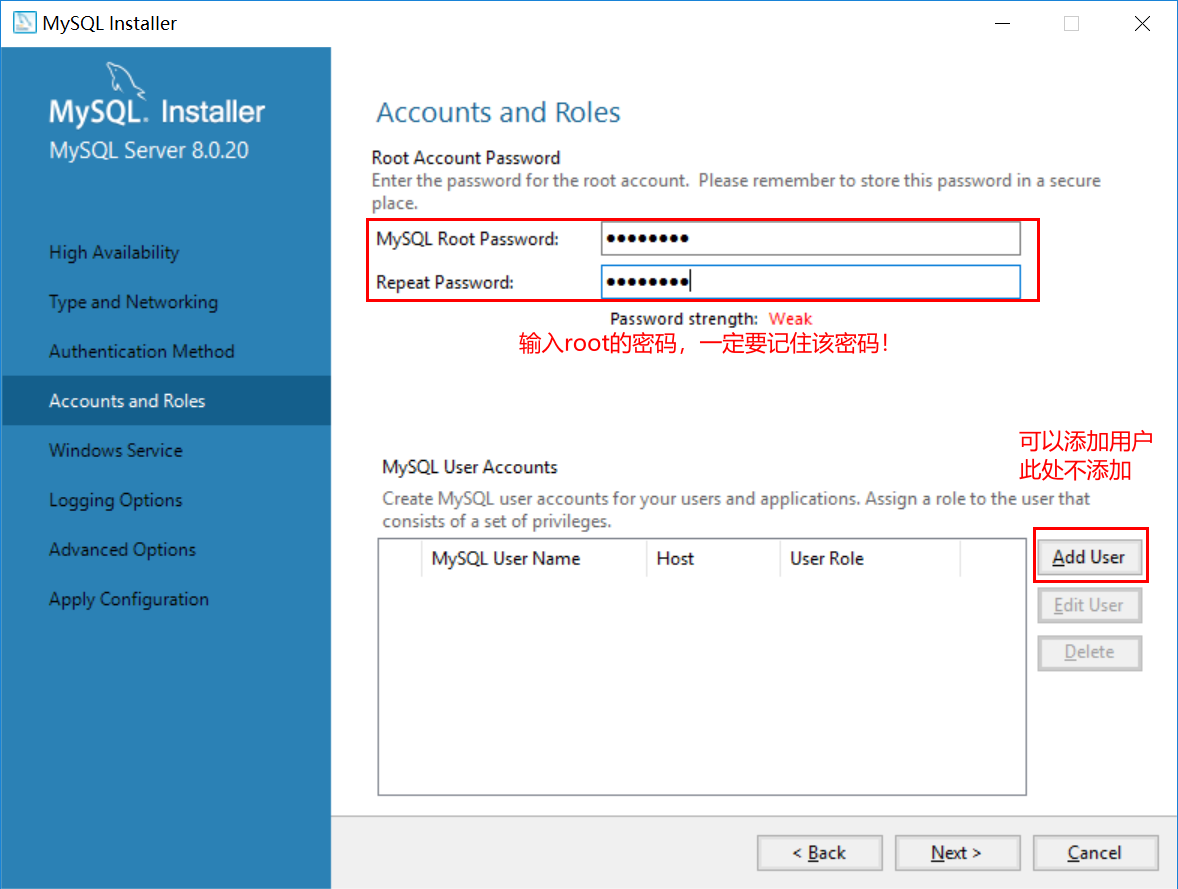 MySQL Installer
MySQL. Installer
MySQL Server 8.0.20
High Availability
Type and Networking
Authentication Method
Accounts and Roles
Windows Service
Logging Options
Advanced Options
Apply Configuration
Accounts and Roles
Root Account Password
Enter the password for the root account.  Please remember to store this password in a secure
place.
MySQL Root Password: ●●●●●●●●
Repeat Password: ●●●●●●●●
Password strength: Weak
输入root的密码，一定要记住该密码！
可以添加用户
此处不添加
MySQL User Accounts
Create MySQL user accounts for your users and applications. Assign a role to the user that
consists of a set of privileges.
MySQL User Name Host User Role
Add User
Edit User
Delete
< Back Next > Cancel